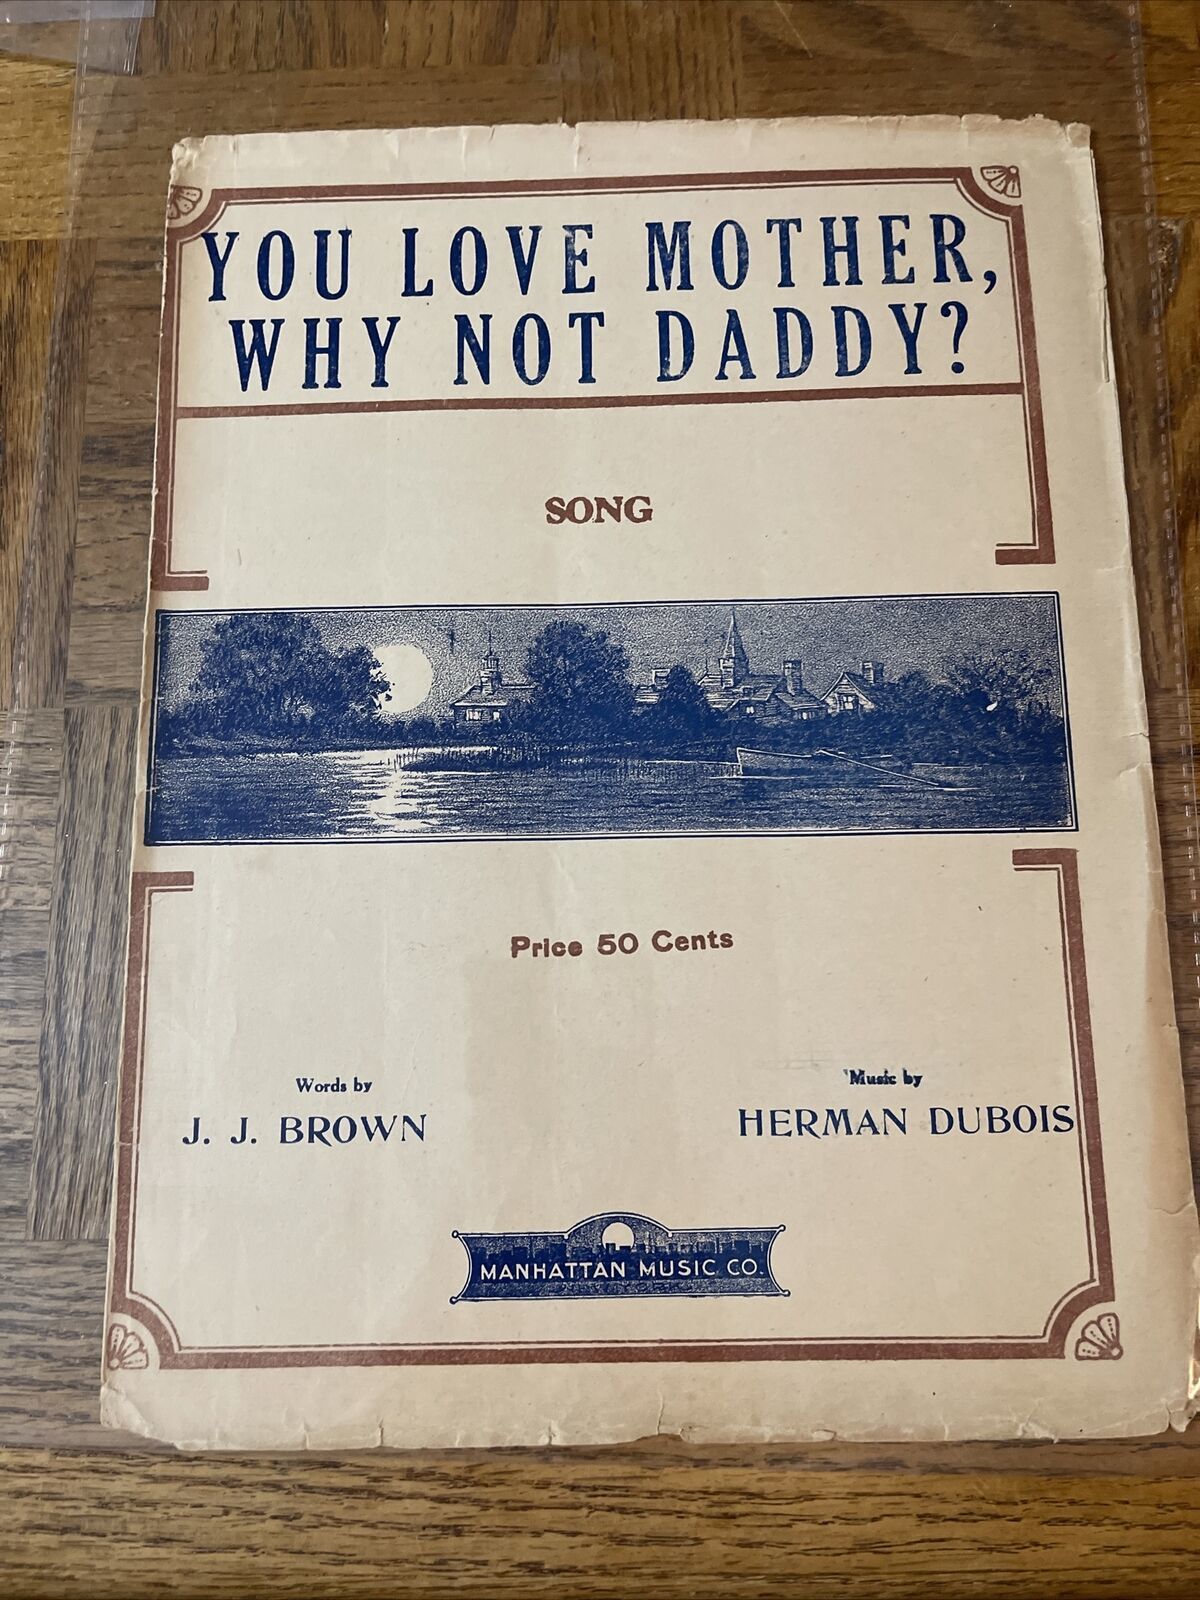 YOU LOVE MOTHER,
WHY NOT DADDY?
SONG
Price 50 Cents
Words by
J. J. BROWN
Music by
HERMAN DUBOIS
MANHATTAN MUSIC CO.